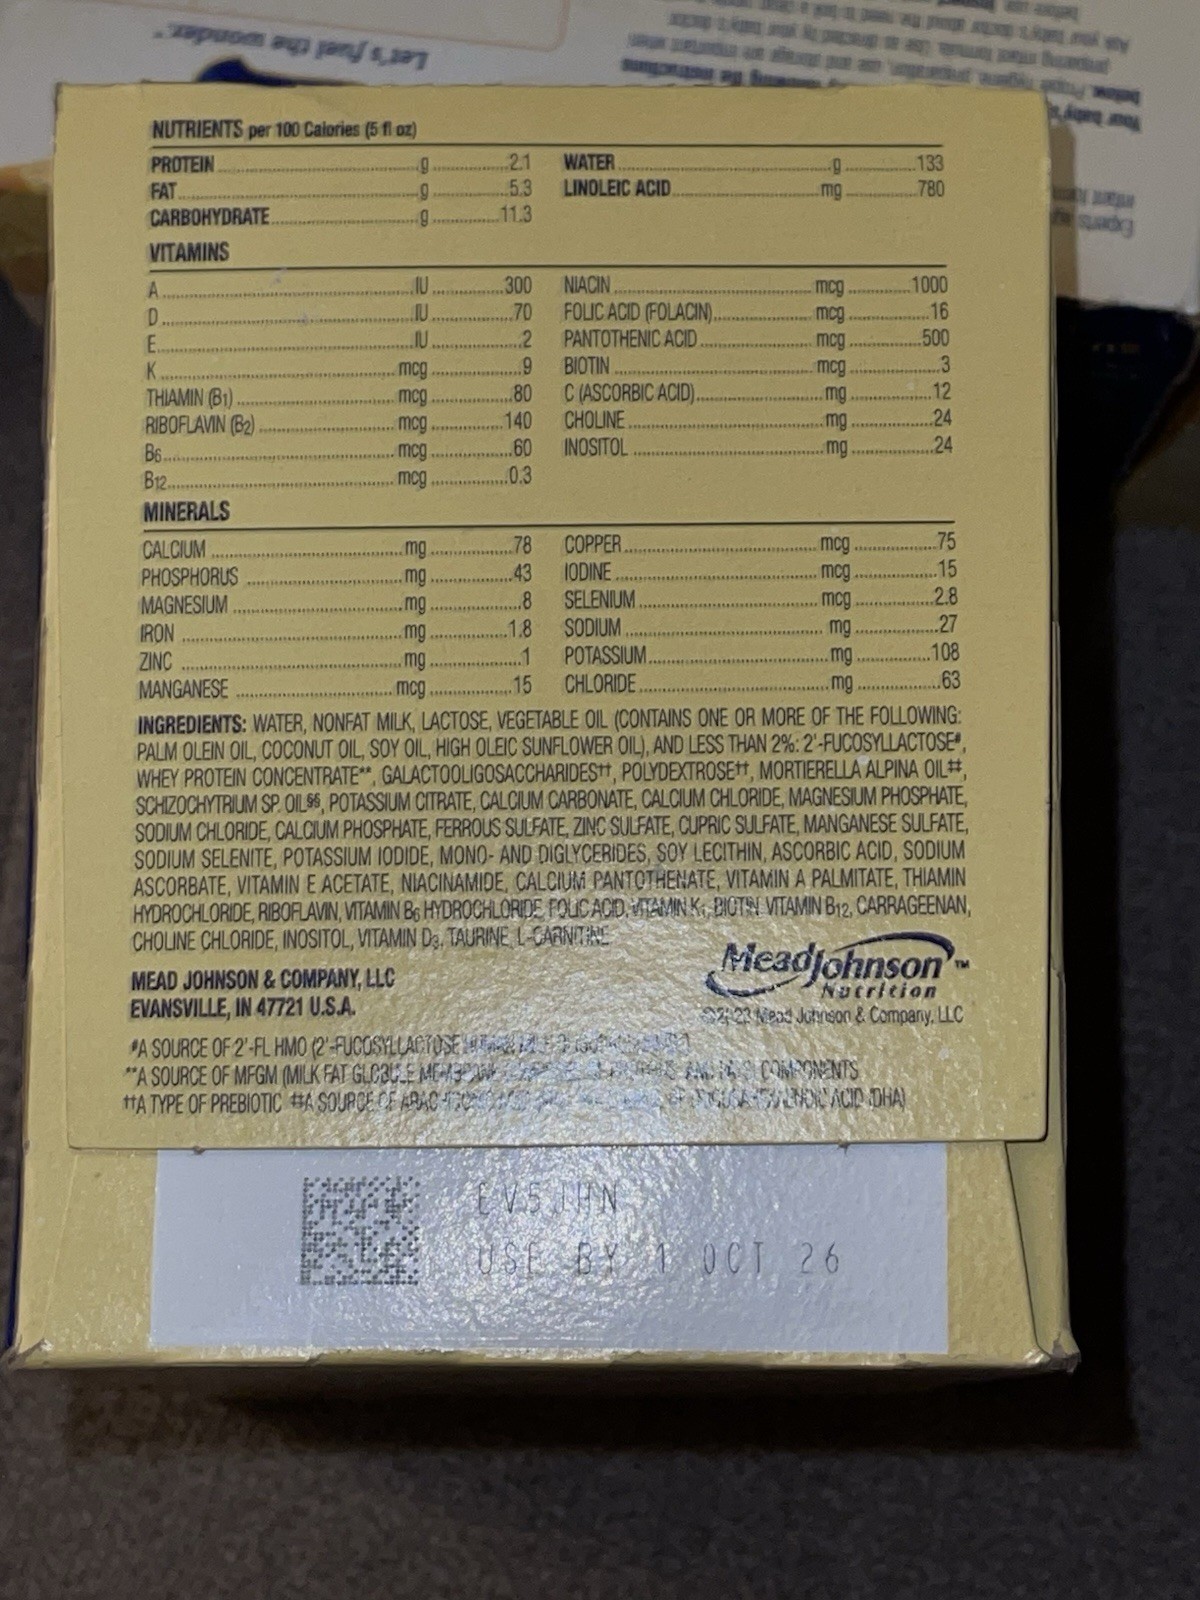 Let's fuel the wonder.™
NUTRIENTS per 100 Calories (5 fl oz)
PROTEIN g 2.1
FAT g 5.3
CARBOHYDRATE g 11.3
WATER g 133
LINOLEIC ACID mg 780
VITAMINS
A IU 300
D IU 70
E IU 2
K mcg 9
THIAMIN (B1) mcg 80
RIBOFLAVIN (B2) mcg 140
B6 mcg 60
B12 mcg 0.3
NIACIN mcg 1000
FOLIC ACID (FOLACIN) mcg 16
PANTOTHENIC ACID mcg 500
BIOTIN mcg 3
C (ASCORBIC ACID) mg 12
CHOLINE mg 24
INOSITOL mg 24
MINERALS
CALCIUM mg 78
PHOSPHORUS mg 43
MAGNESIUM mg 8
IRON mg 1.8
ZINC mg 1
MANGANESE mcg 15
COPPER mcg 75
IODINE mcg 15
SELENIUM mcg 2.8
SODIUM mg 27
POTASSIUM mg 108
CHLORIDE mg 63
INGREDIENTS: WATER, NONFAT MILK, LACTOSE, VEGETABLE OIL (CONTAINS ONE OR MORE OF THE FOLLOWING:
PALM OLEIN OIL, COCONUT OIL, SOY OIL, HIGH OLEIC SUNFLOWER OIL), AND LESS THAN 2%: 2'-FUCOSYLLACTOSE#,
WHEY PROTEIN CONCENTRATE**, GALACTOOLIGOSACCHARIDES††, POLYDEXTROSE††, MORTIERELLA ALPINA OIL‡‡,
SCHIZOCHYTRIUM SP. OIL§§, POTASSIUM CITRATE, CALCIUM CARBONATE, CALCIUM CHLORIDE, MAGNESIUM PHOSPHATE,
SODIUM CHLORIDE, CALCIUM PHOSPHATE, FERROUS SULFATE, ZINC SULFATE, CUPRIC SULFATE, MANGANESE SULFATE,
SODIUM SELENITE, POTASSIUM IODIDE, MONO- AND DIGLYCERIDES, SOY LECITHIN, ASCORBIC ACID, SODIUM
ASCORBATE, VITAMIN E ACETATE, NIACINAMIDE, CALCIUM PANTOTHENATE, VITAMIN A PALMITATE, THIAMIN
HYDROCHLORIDE, RIBOFLAVIN, VITAMIN B6 HYDROCHLORIDE, FOLIC ACID, VITAMIN K1, BIOTIN, VITAMIN B12, CARRAGEENAN,
CHOLINE CHLORIDE, INOSITOL, VITAMIN D3, TAURINE, L-CARNITINE
MEAD JOHNSON & COMPANY, LLC
EVANSVILLE, IN 47721 U.S.A.
MeadJohnson™
Nutrition
Mead Johnson & Company, LLC
#A SOURCE OF 2'-FL HMO (2'-FUCOSYLLACTOSE
**A SOURCE OF MFGM (MILK FAT GLOBULE COMPONENTS
††A TYPE OF PREBIOTIC ‡‡A SOURCE OF ACID (DHA)
EV5JHN
USE BY 1 OCT 26